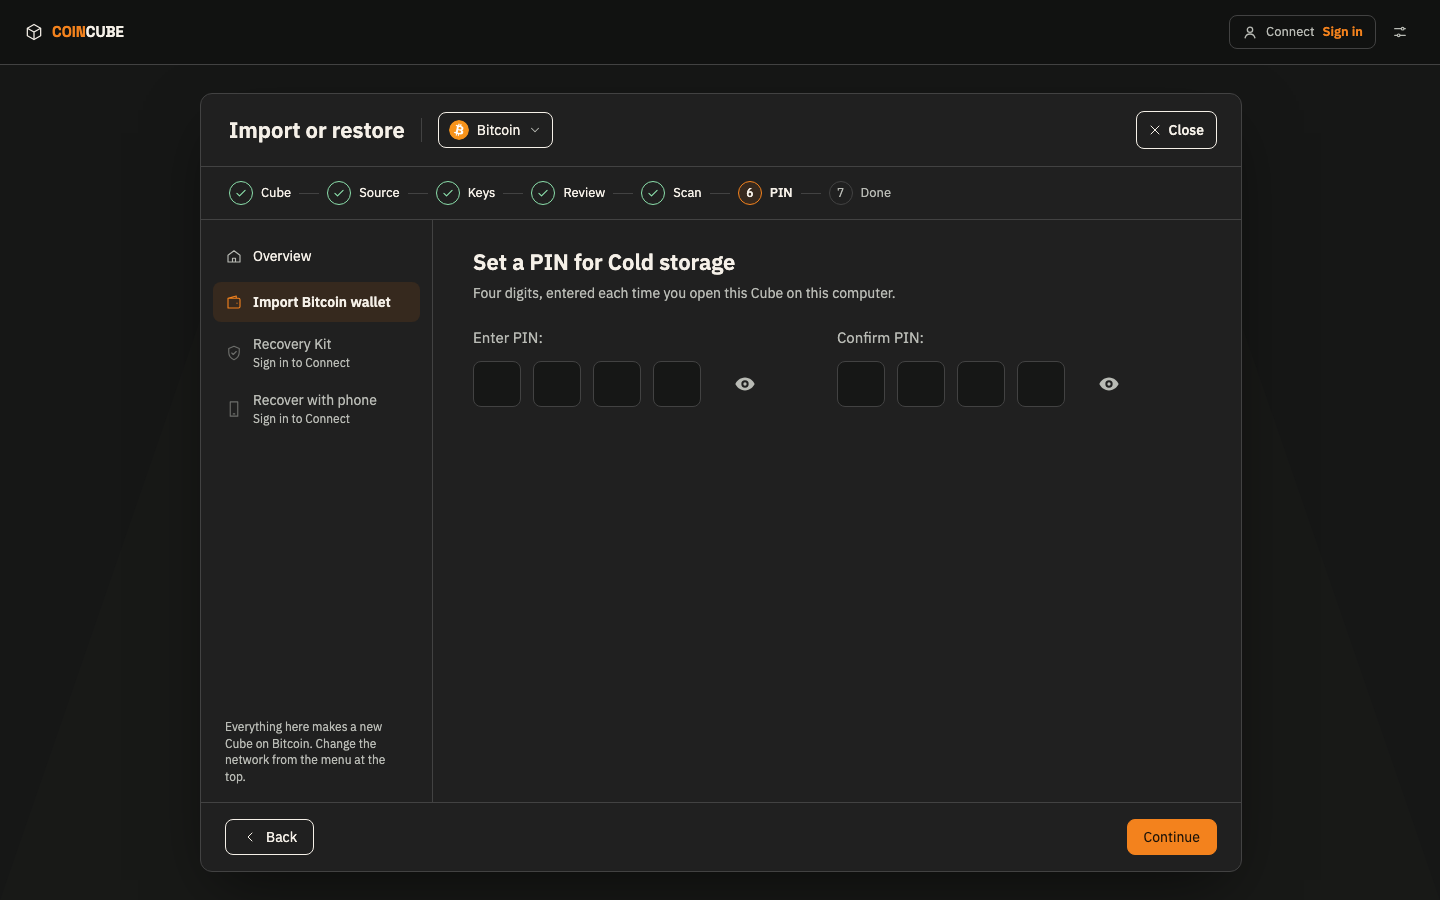 COINCUBE
Connect Sign in
Import or restore
Bitcoin
Close
Cube
Source
Keys
Review
Scan
6 PIN
7 Done
Overview
Import Bitcoin wallet
Recovery Kit
Sign in to Connect
Recover with phone
Sign in to Connect
Everything here makes a new
Cube on Bitcoin. Change the
network from the menu at the
top.
Set a PIN for Cold storage
Four digits, entered each time you open this Cube on this computer.
Enter PIN:
Confirm PIN:
Back
Continue